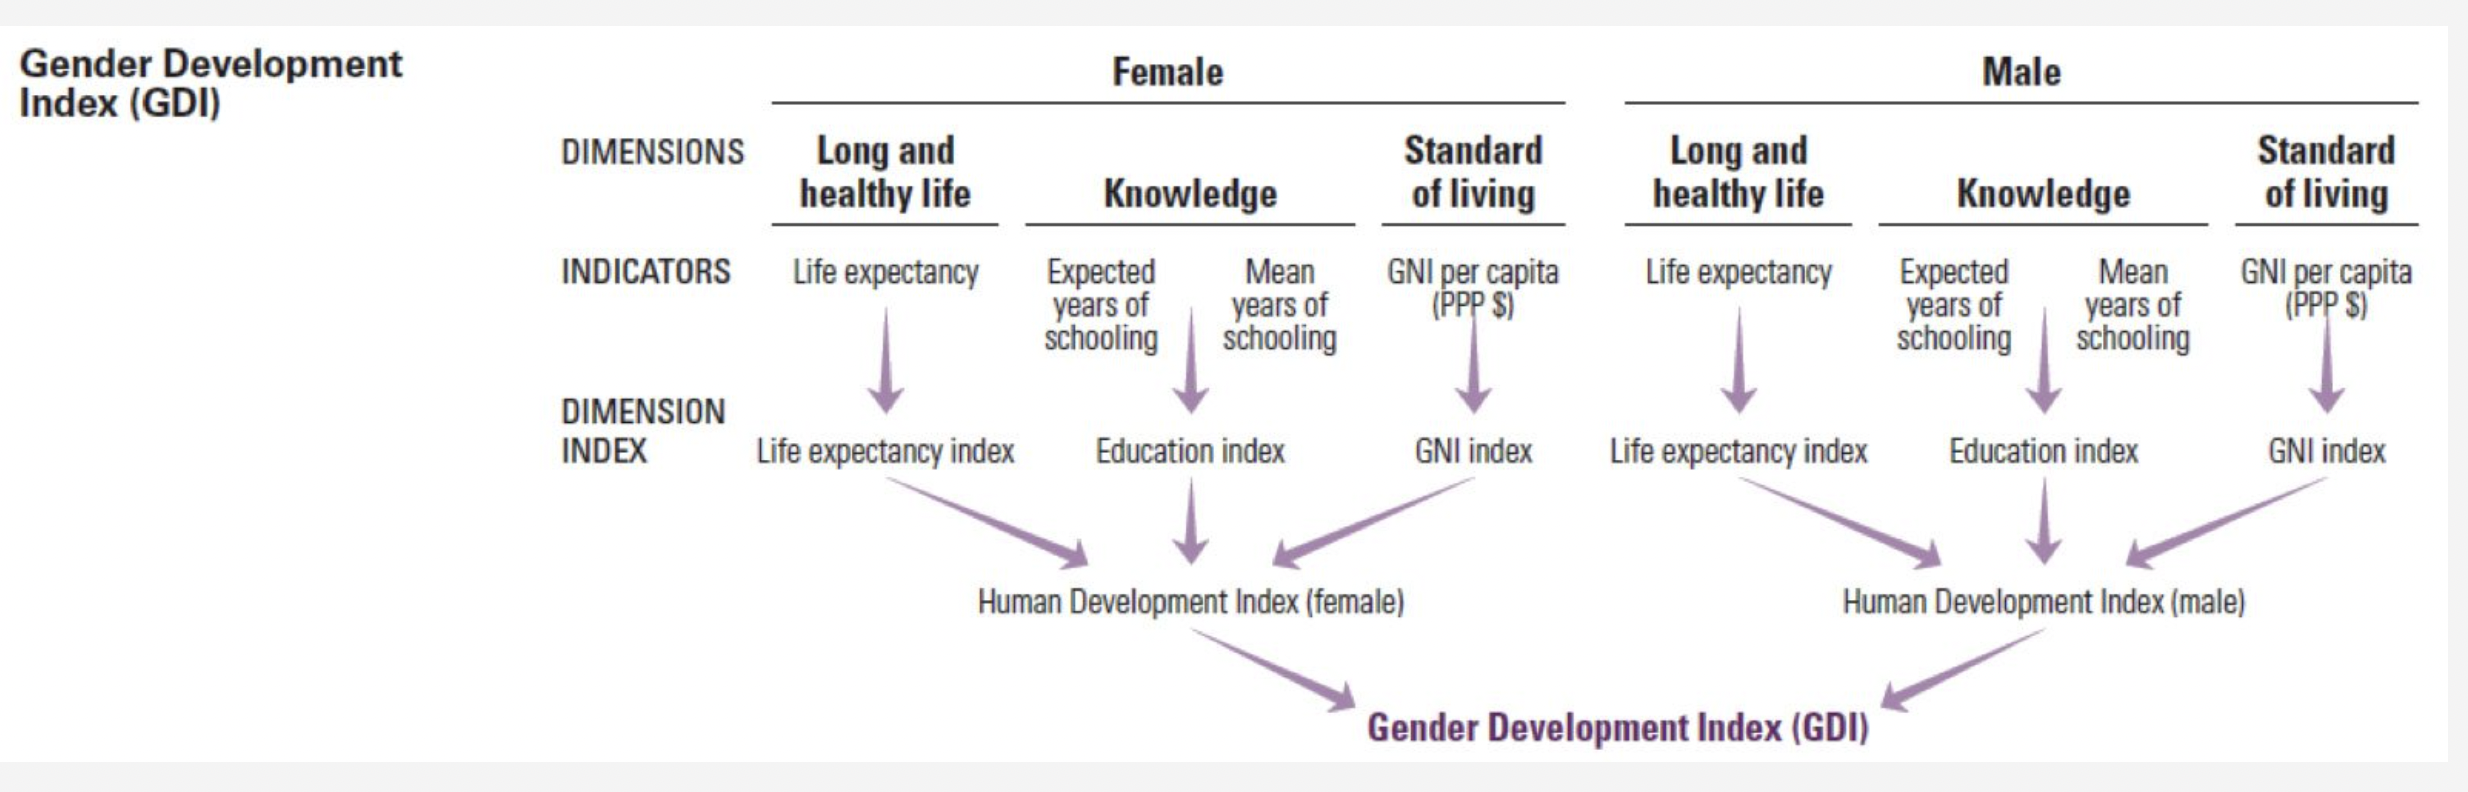 Gender Development
Index (GDI)
Female
Male
DIMENSIONS
Long and
healthy life
Knowledge
Standard
of living
Long and
healthy life
Knowledge
Standard
of living
INDICATORS
Life expectancy
Expected
years of
schooling
Mean
years of
schooling
GNI per capita
(PPP $)
Life expectancy
Expected
years of
schooling
Mean
years of
schooling
GNI per capita
(PPP $)
DIMENSION
INDEX
Life expectancy index
Education index
GNI index
Life expectancy index
Education index
GNI index
Human Development Index (female)
Human Development Index (male)
Gender Development Index (GDI)